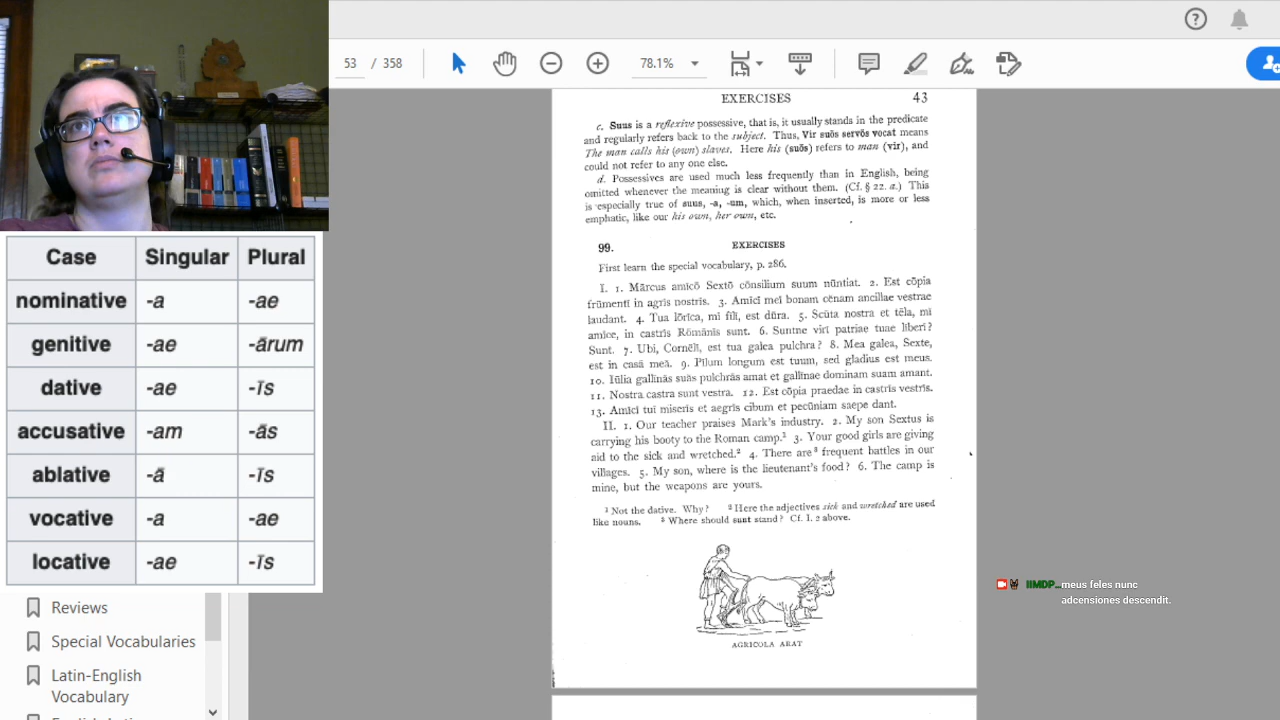 53 / 358
78.1%
EXERCISES 43
c. Suus is a reflexive possessive, that is, it usually stands in the predicate
and regularly refers back to the subject. Thus, Vir suōs servōs vocat means
The man calls his (own) slaves. Here his (suōs) refers to man (vir), and
could not refer to any one else.
d. Possessives are used much less frequently than in English, being
omitted whenever the meaning is clear without them. (Cf. § 22. a.) This
is especially true of suus, -a, -um, which, when inserted, is more or less
emphatic, like our his own, her own, etc.
99. EXERCISES
First learn the special vocabulary, p. 286.
I. 1. Mārcus amīcō Sextō cōnsilium suum nūntiat. 2. Est cōpia
frūmentī in agrīs nostrīs. 3. Amīcī meī bonam cēnam ancillae vestrae
laudant. 4. Tua lōrīca, mī fīlī, est dūra. 5. Scūta nostra et tēla, mī
amīce, in castrīs Rōmānīs sunt. 6. Suntne virī patriae tuae līberī?
Sunt. 7. Ubi, Cornēlī, est tua galea pulchra? 8. Mea galea, Sexte,
est in casā meā. 9. Pīlum longum est tuum, sed gladius est meus.
10. Iūlia gallīnās suās pulchrās amat et gallīnae dominam suam amant.
11. Nostra castra sunt vestra. 12. Est cōpia praedae in castrīs vestrīs.
13. Amīcī tuī miserīs et aegrīs cibum et pecūniam saepe dant.
II. 1. Our teacher praises Mark's industry. 2. My son Sextus is
carrying his booty to the Roman camp.¹ 3. Your good girls are giving
aid to the sick and wretched.² 4. There are³ frequent battles in our
villages. 5. My son, where is the lieutenant's food? 6. The camp is
mine, but the weapons are yours.
¹ Not the dative. Why? ² Here the adjectives sick and wretched are used
like nouns. ³ Where should sunt stand? Cf. I. 2 above.
AGRICOLA ARAT
Case Singular Plural
nominative -a -ae
genitive -ae -ārum
dative -ae -īs
accusative -am -ās
ablative -ā -īs
vocative -a -ae
locative -ae -īs
Reviews
Special Vocabularies
Latin-English
Vocabulary
IIMDP... meus feles nunc
adcensiones descendit.